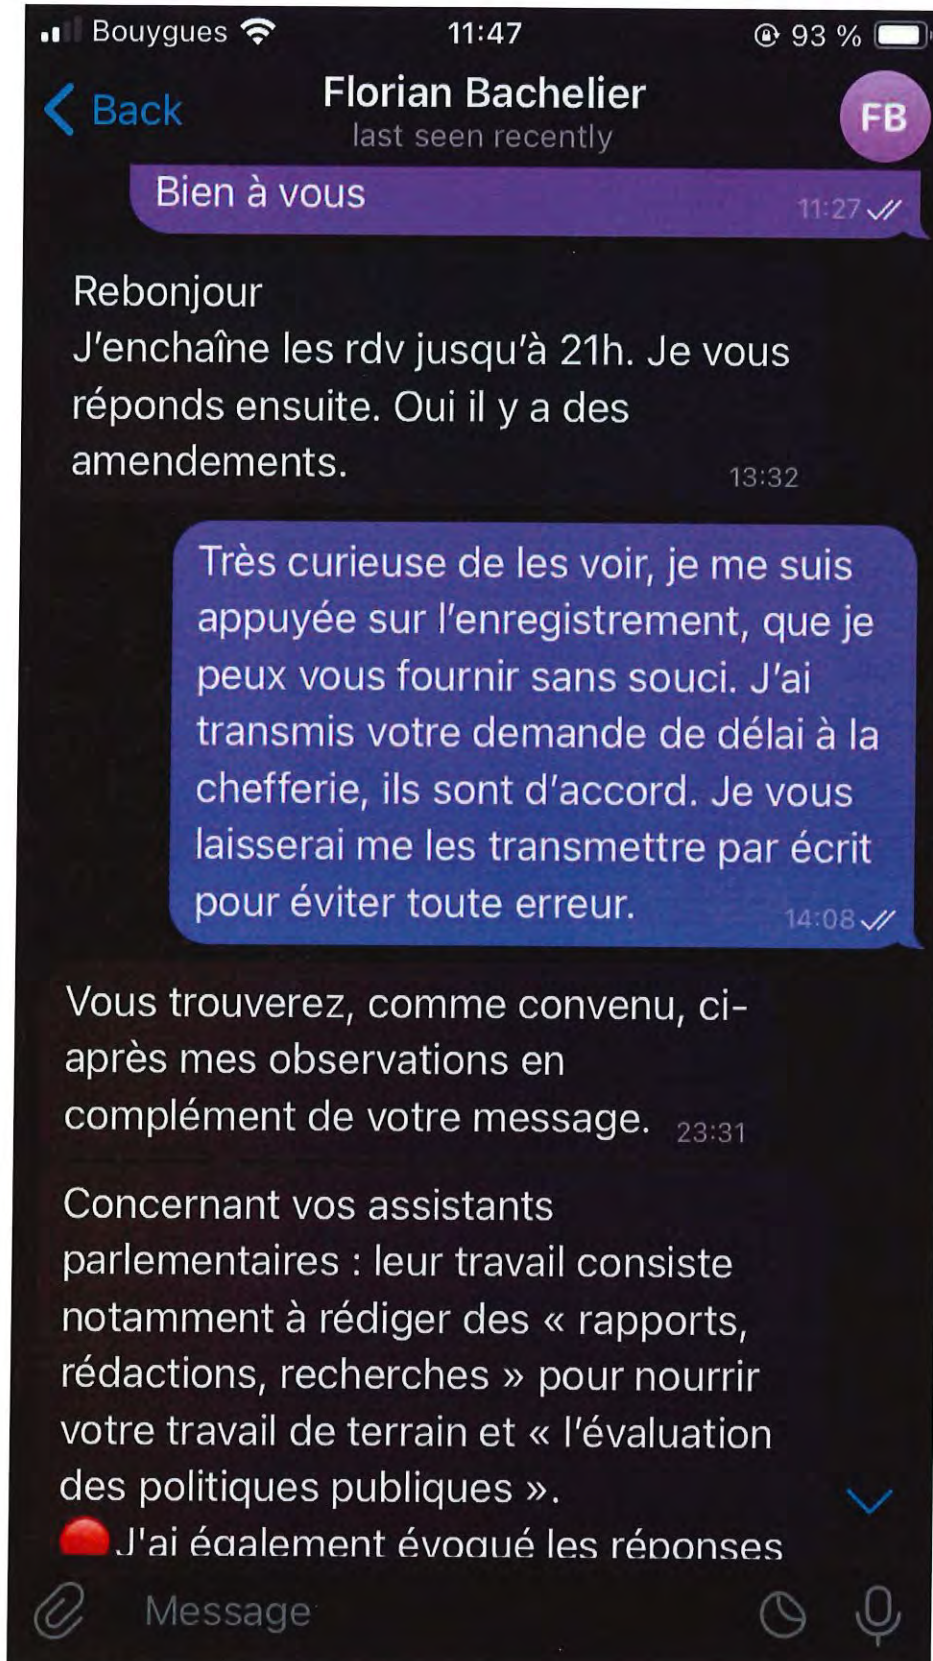 Bouygues 11:47 93 %
Back Florian Bachelier FB
last seen recently
Bien à vous 11:27
Rebonjour
J'enchaîne les rdv jusqu'à 21h. Je vous
réponds ensuite. Oui il y a des
amendements. 13:32
Très curieuse de les voir, je me suis
appuyée sur l'enregistrement, que je
peux vous fournir sans souci. J'ai
transmis votre demande de délai à la
chefferie, ils sont d'accord. Je vous
laisserai me les transmettre par écrit
pour éviter toute erreur. 14:08
Vous trouverez, comme convenu, ci-
après mes observations en
complément de votre message. 23:31
Concernant vos assistants
parlementaires : leur travail consiste
notamment à rédiger des « rapports,
rédactions, recherches » pour nourrir
votre travail de terrain et « l'évaluation
des politiques publiques ».
J'ai également évoqué les réponses
Message